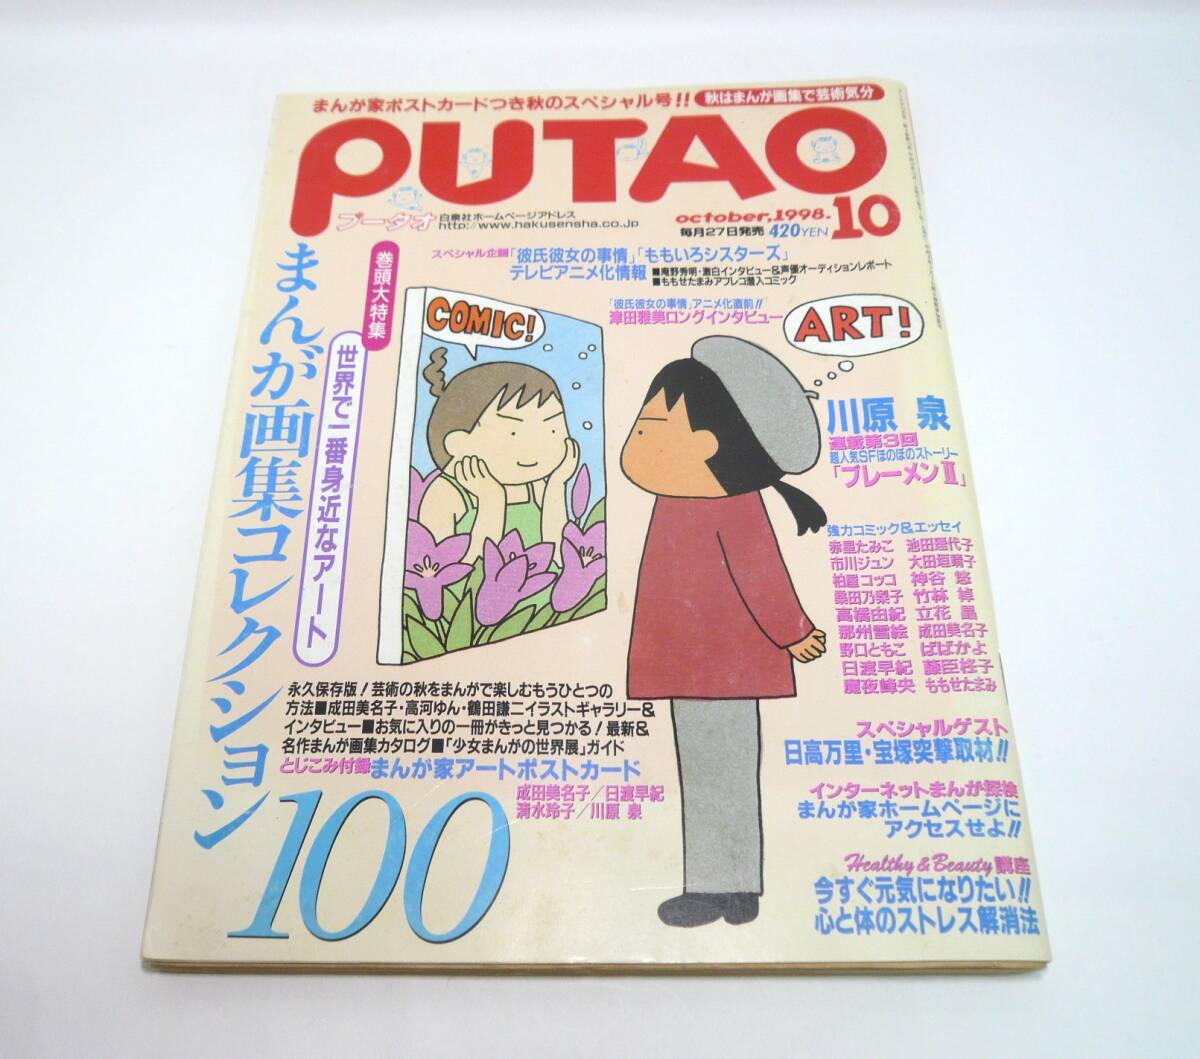 まんが家ポストカードつき秋のスペシャル号!!
秋はまんが画集で芸術気分
PUTAO
プータオ
白泉社ホームページアドレス
http://www.hakusensha.co.jp
october,1998.
10
毎月27日発売 420YEN
スペシャル企画「彼氏彼女の事情」「ももいろシスターズ」
テレビアニメ化情報
■庵野秀明・激白インタビュー&声優オーディションレポート
■ももせたまみアフレコ潜入コミック
「彼氏彼女の事情」アニメ化直前!!
津田雅美ロングインタビュー
COMIC!
ART!
巻頭大特集
世界で一番身近なアート
まんが画集コレクション
100
川原 泉
連載第3回
超人気SFほのぼのストーリー
「ブレーメンⅡ」
強力コミック&エッセイ
赤星たみこ 池田理代子
市川ジュン 大田垣晴子
柏屋コッコ 神谷 悠
桑田乃梨子 竹林 棹
高橋由紀 立花 晶
那州雪絵 成田美名子
野口ともこ ばばかよ
日渡早紀 藤臣柊子
魔夜峰央 ももせたまみ
永久保存版!芸術の秋をまんがで楽しむもうひとつの
方法■成田美名子・高河ゆん・鶴田謙二イラストギャラリー&
インタビュー■お気に入りの一冊がきっと見つかる!最新&
名作まんが画集カタログ■「少女まんがの世界展」ガイド
とじこみ付録まんが家アートポストカード
成田美名子/日渡早紀
清水玲子/川原 泉
スペシャルゲスト
日高万里・宝塚突撃取材!!
インターネットまんが探検
まんが家ホームページに
アクセスせよ!!
Healthy & Beauty講座
今すぐ元気になりたい!!
心と体のストレス解消法